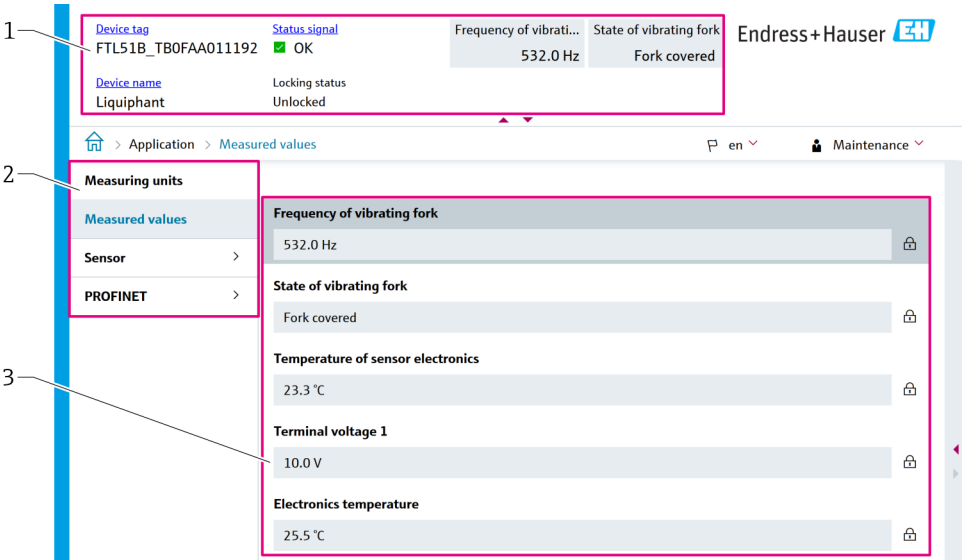 1
Device tag
FTL51B_TB0FAA011192
Status signal
OK
Frequency of vibrati...
532.0 Hz
State of vibrating fork
Fork covered
Endress+Hauser EH
Device name
Liquiphant
Locking status
Unlocked
Application > Measured values
en
Maintenance
2
Measuring units
Measured values
Sensor >
PROFINET >
Frequency of vibrating fork
532.0 Hz
State of vibrating fork
Fork covered
Temperature of sensor electronics
3
23.3 °C
Terminal voltage 1
10.0 V
Electronics temperature
25.5 °C